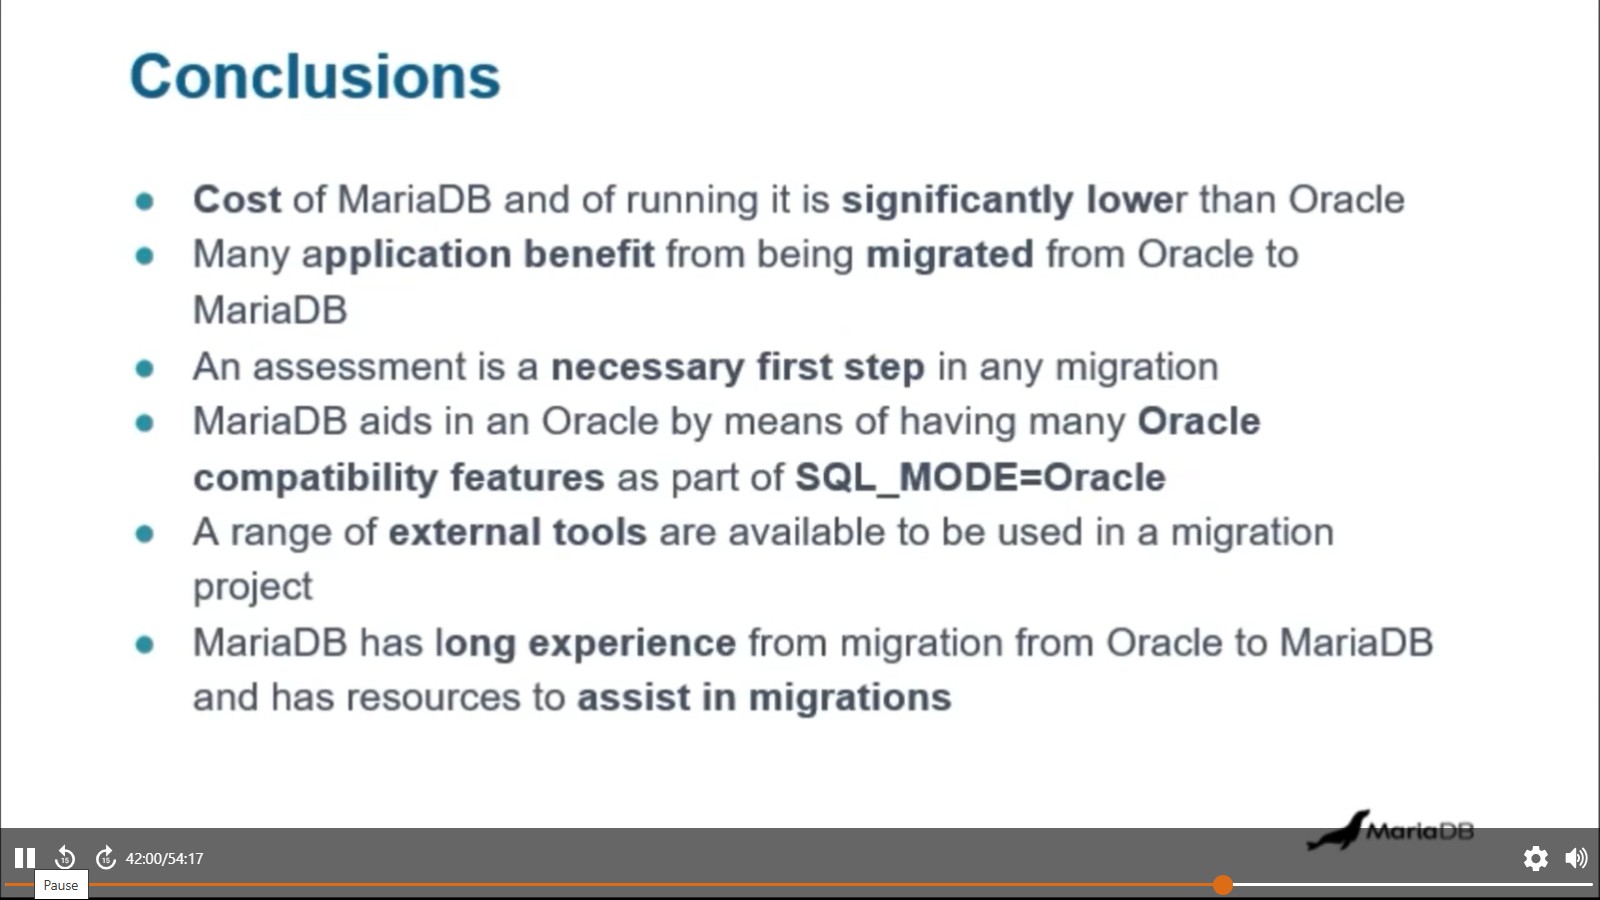 Conclusions
● Cost of MariaDB and of running it is significantly lower than Oracle
● Many application benefit from being migrated from Oracle to
MariaDB
● An assessment is a necessary first step in any migration
● MariaDB aids in an Oracle by means of having many Oracle
compatibility features as part of SQL_MODE=Oracle
● A range of external tools are available to be used in a migration
project
● MariaDB has long experience from migration from Oracle to MariaDB
and has resources to assist in migrations
MariaDB
15 15 42:00/54:17
Pause